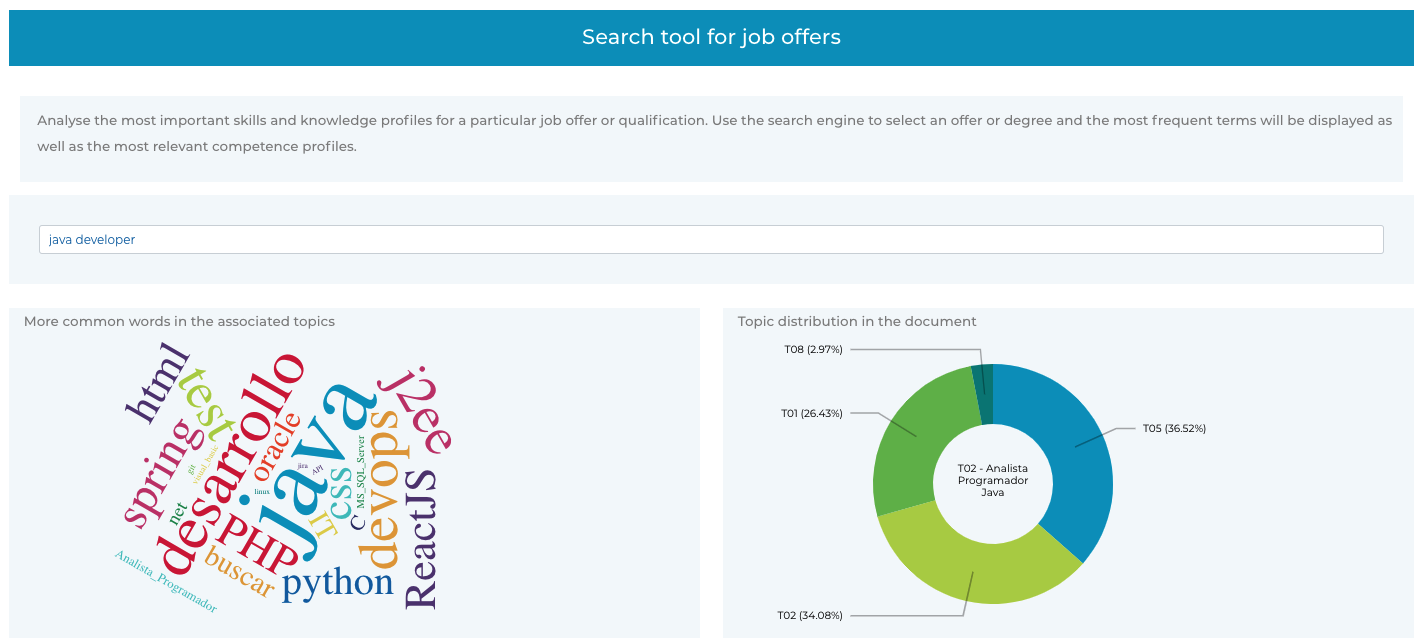 Search tool for job offers
Analyse the most important skills and knowledge profiles for a particular job offer or qualification. Use the search engine to select an offer or degree and the most frequent terms will be displayed as
well as the most relevant competence profiles.
java developer
More common words in the associated topics
html
test
desarrollo
oracle
java
j2ee
spring
git
visual_basic
jira
API
linux
css
MS_SQL_Server
devops
ReactJS
net
PHP
IT
C
buscar
python
Analista_Programador
Topic distribution in the document
T08 (2.97%)
T01 (26.43%)
T05 (36.52%)
T02 - Analista
Programador
Java
T02 (34.08%)